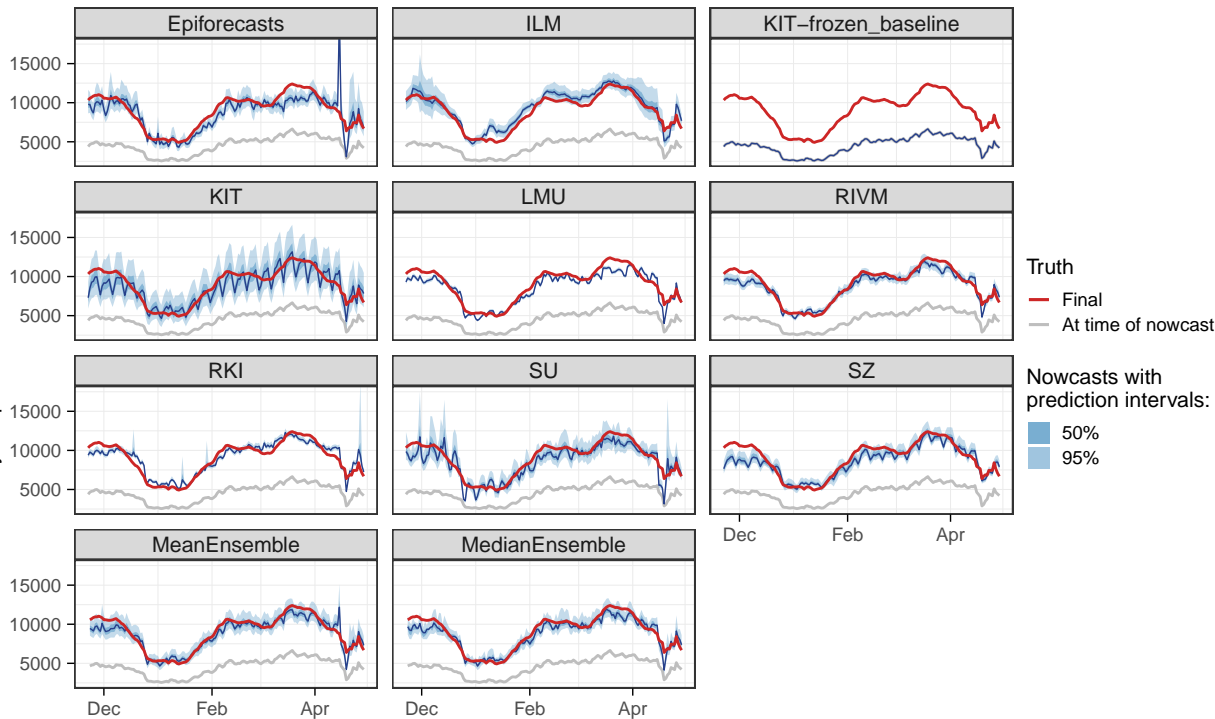 Epiforecasts
ILM
KIT−frozen_baseline
15000
10000
5000
KIT
LMU
RIVM
15000
10000
5000
Truth
Final
At time of nowcast
RKI
SU
SZ
15000
10000
5000
Nowcasts with
prediction intervals:
50%
95%
Dec
Feb
Apr
MeanEnsemble
MedianEnsemble
15000
10000
5000
Dec
Feb
Apr
Dec
Feb
Apr